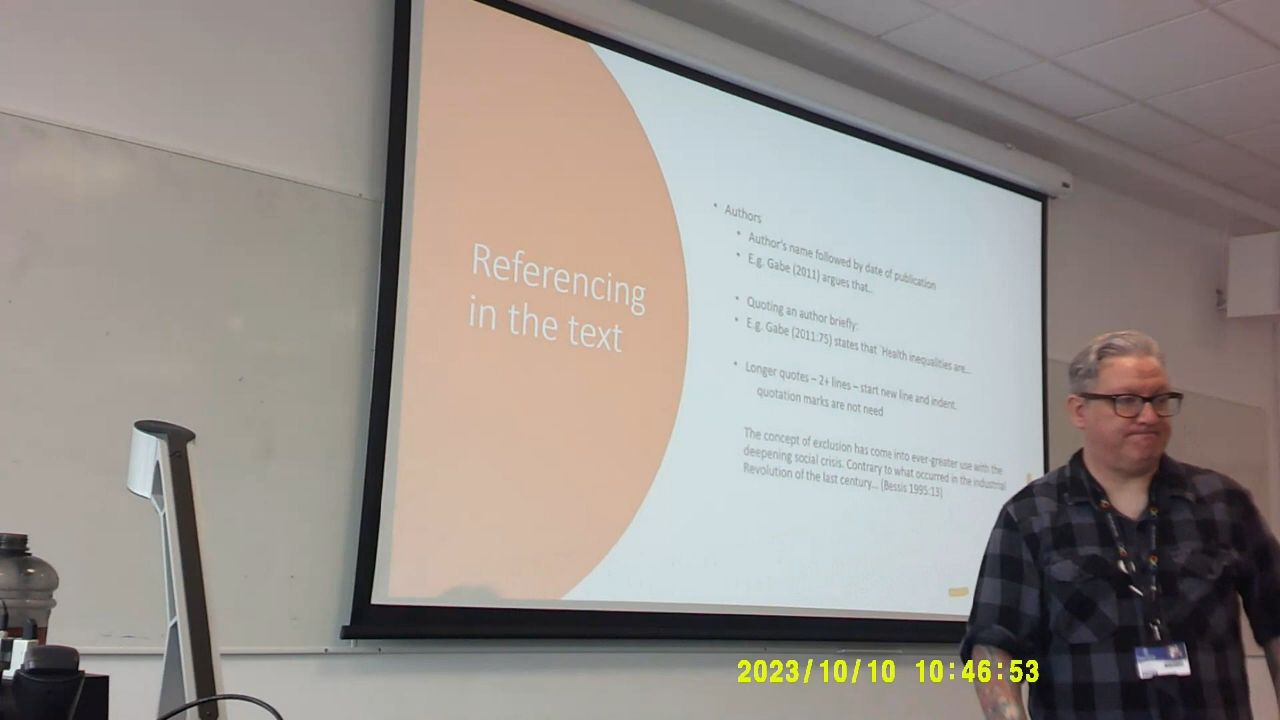 Referencing
in the text
• Authors
• Author's name followed by date of publication
• E.g. Gabe (2011) argues that…
• Quoting an author briefly:
• E.g. Gabe (2011:75) states that 'Health inequalities are…
• Longer quotes – 2+ lines – start new line and indent.
quotation marks are not need
The concept of exclusion has come into ever-greater use with the
deepening social crisis. Contrary to what occurred in the industrial
Revolution of the last century… (Bessis 1995:13)
2023/10/10 10:46:53